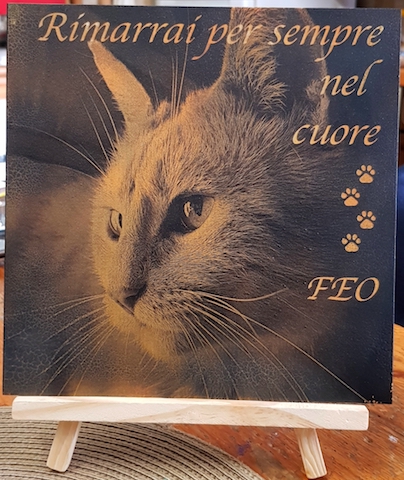 Rimarrai per sempre
nel
cuore
FEO